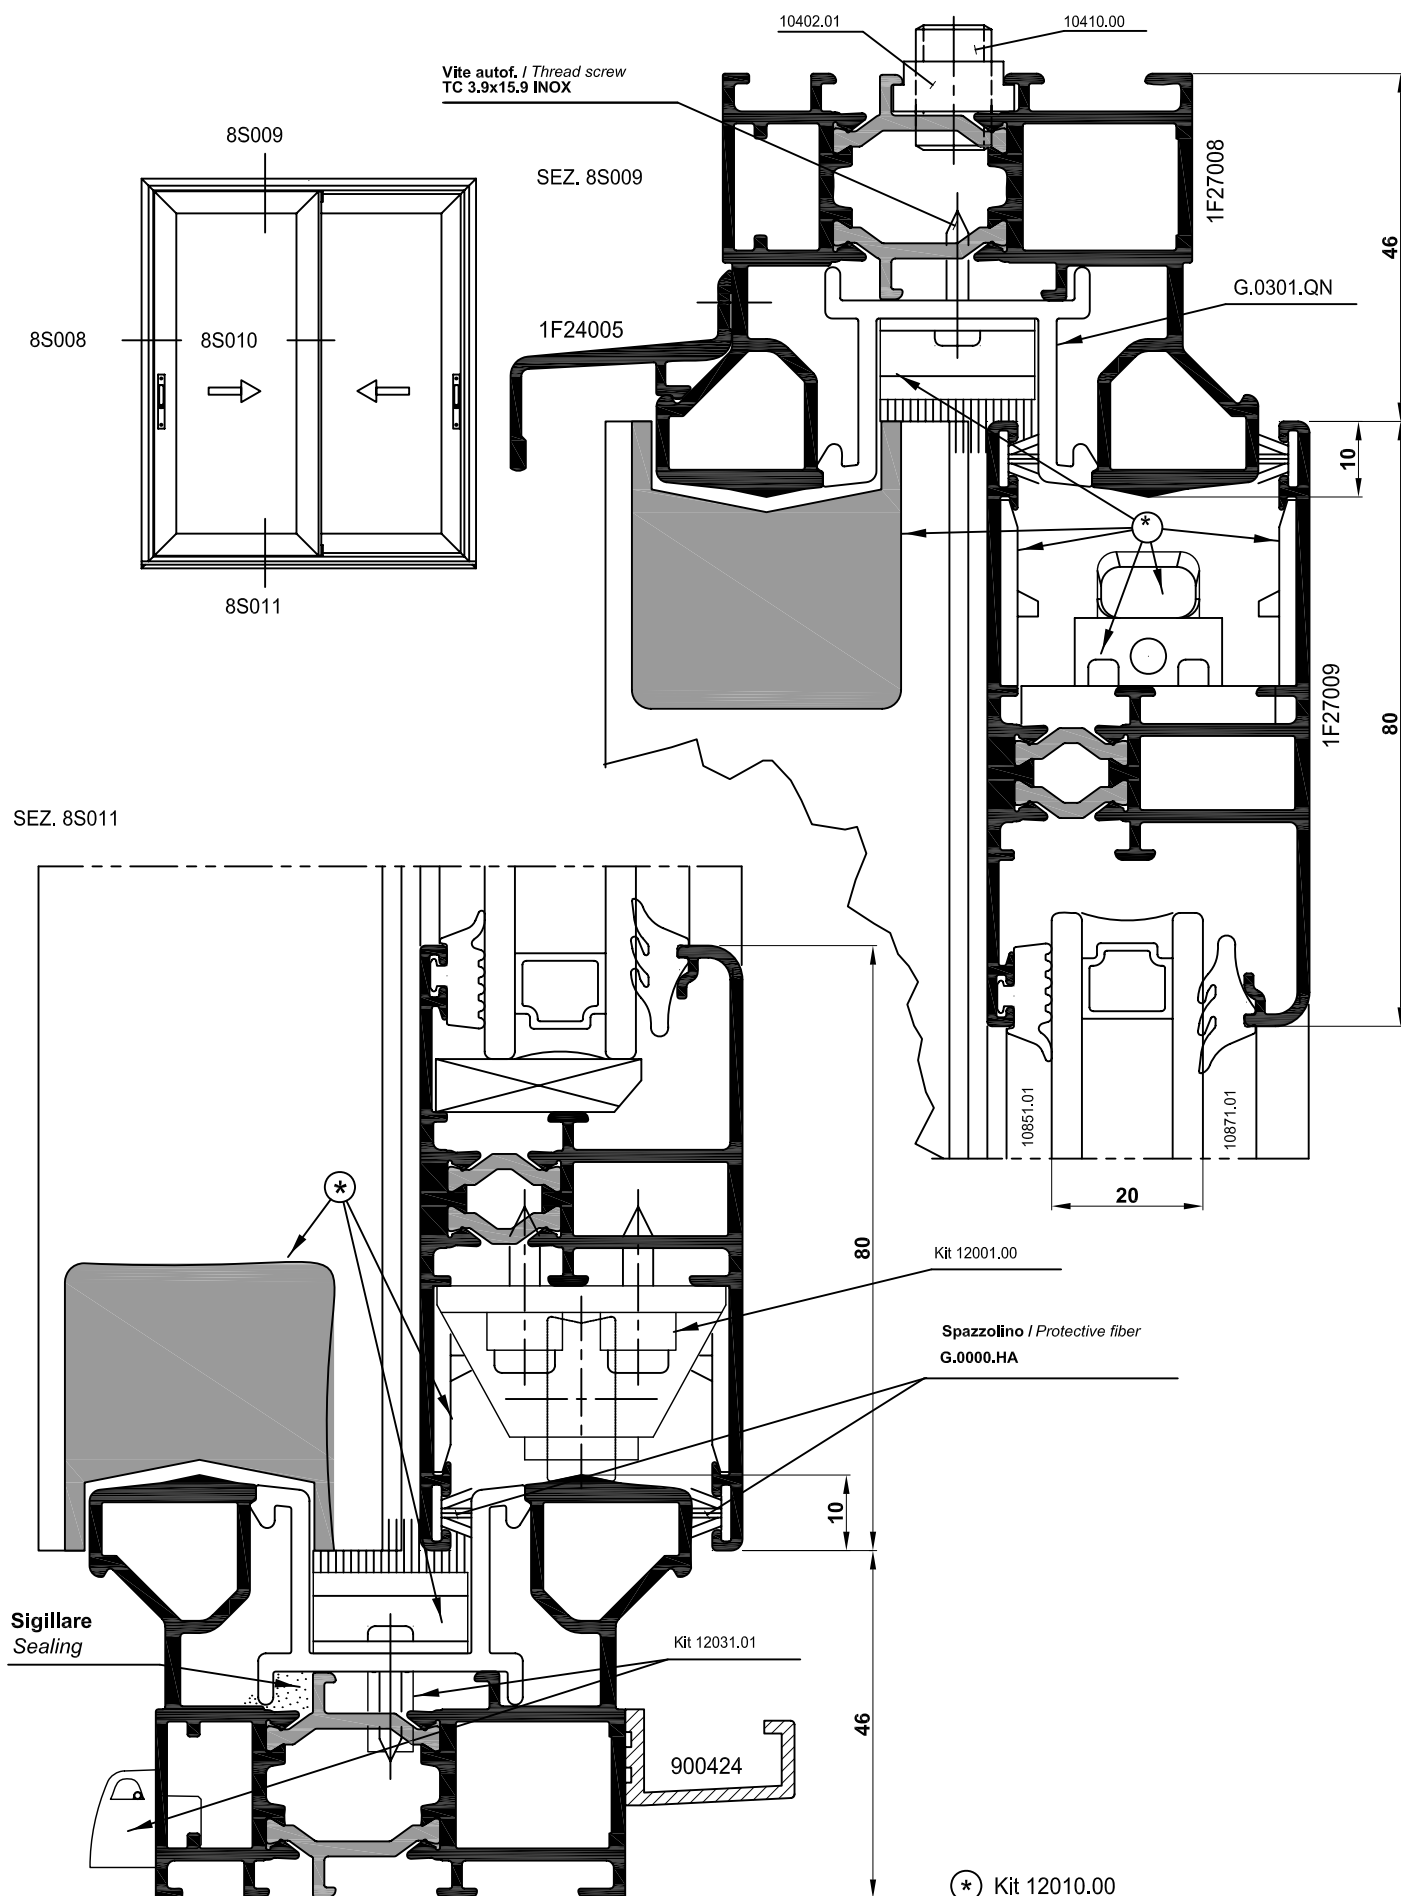 10402.01
10410.00
Vite autof. / Thread screw
TC 3.9x15.9 INOX
8S009
SEZ. 8S009
1F27008
46
G.0301.QN
1F24005
8S008
8S010
10
*
8S011
1F27009
80
SEZ. 8S011
10851.01
10871.01
20
*
80
Kit 12001.00
Spazzolino / Protective fiber
G.0000.HA
10
Sigillare
Sealing
Kit 12031.01
46
900424
* Kit 12010.00